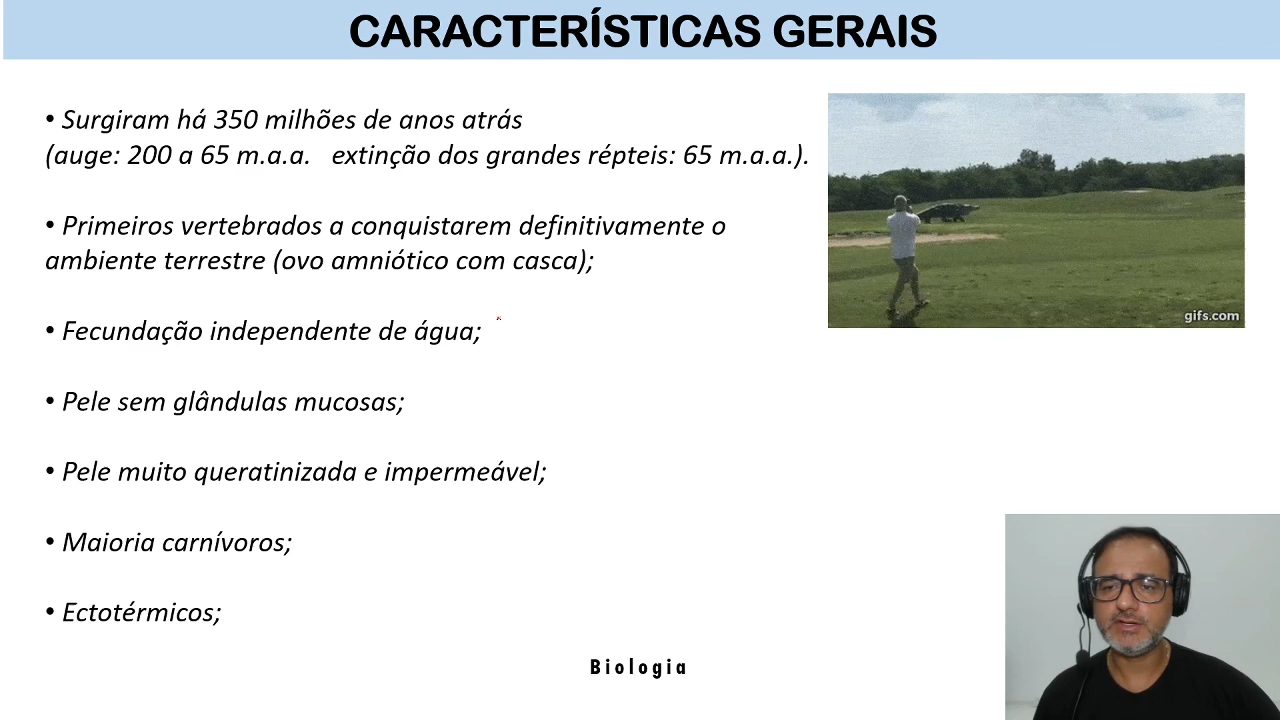 CARACTERÍSTICAS GERAIS
• Surgiram há 350 milhões de anos atrás
(auge: 200 a 65 m.a.a. extinção dos grandes répteis: 65 m.a.a.).
• Primeiros vertebrados a conquistarem definitivamente o
ambiente terrestre (ovo amniótico com casca);
• Fecundação independente de água;
• Pele sem glândulas mucosas;
• Pele muito queratinizada e impermeável;
• Maioria carnívoros;
• Ectotérmicos;
gifs.com
Biologia